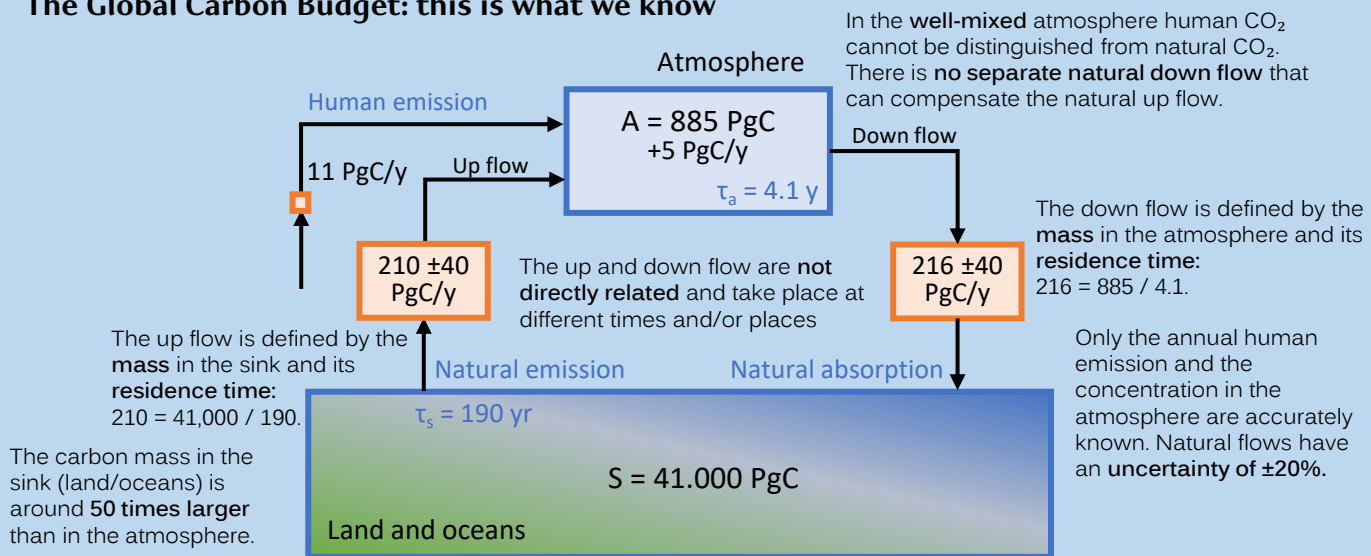 The Global Carbon Budget: this is what we know
In the well-mixed atmosphere human CO₂
cannot be distinguished from natural CO₂.
There is no separate natural down flow that
can compensate the natural up flow.
Atmosphere
Human emission
A = 885 PgC
+5 PgC/y
τₐ = 4.1 y
Down flow
11 PgC/y
Up flow
210 ±40
PgC/y
The up and down flow are not
directly related and take place at
different times and/or places
216 ±40
PgC/y
The down flow is defined by the
mass in the atmosphere and its
residence time:
216 = 885 / 4.1.
The up flow is defined by the
mass in the sink and its
residence time:
210 = 41,000 / 190.
Natural emission
Natural absorption
Only the annual human
emission and the
concentration in the
atmosphere are accurately
known. Natural flows have
an uncertainty of ±20%.
τₛ = 190 yr
The carbon mass in the
sink (land/oceans) is
around 50 times larger
than in the atmosphere.
S = 41.000 PgC
Land and oceans